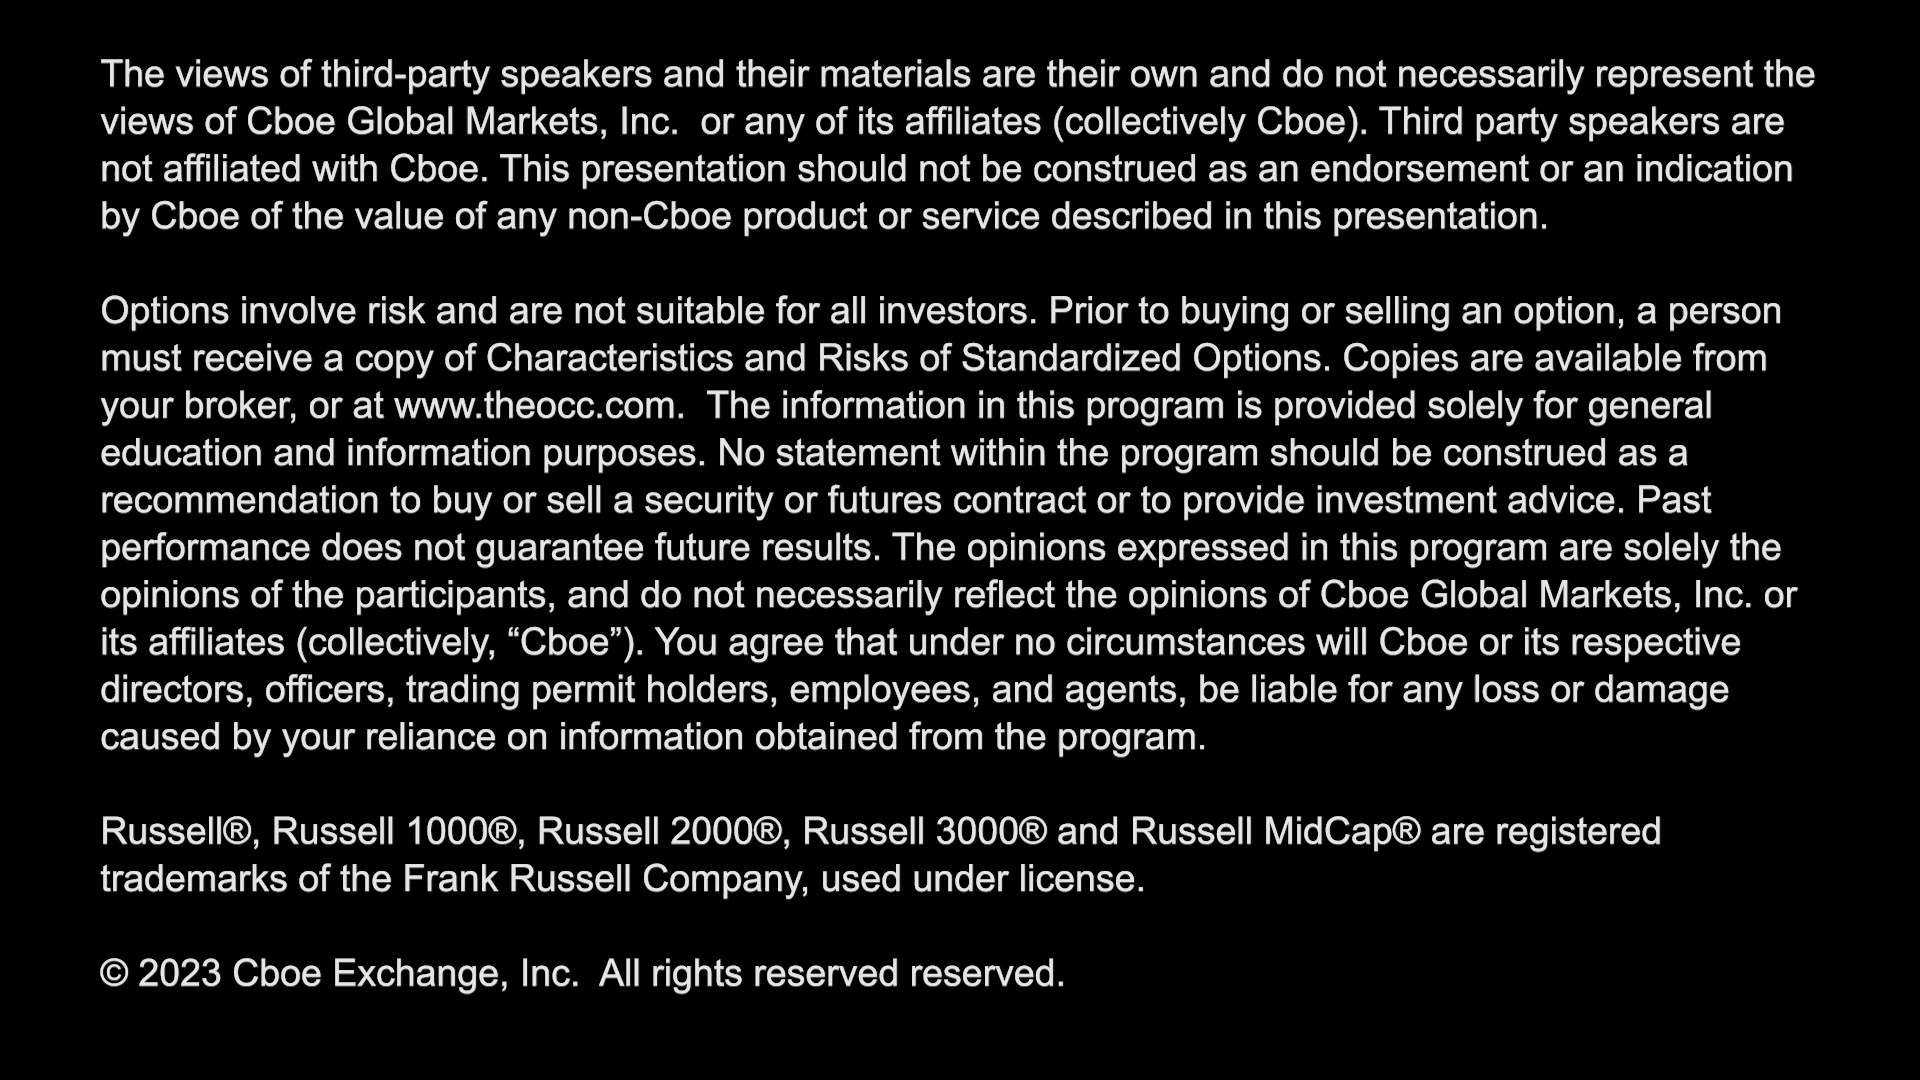 The views of third-party speakers and their materials are their own and do not necessarily represent the
views of Cboe Global Markets, Inc.  or any of its affiliates (collectively Cboe). Third party speakers are
not affiliated with Cboe. This presentation should not be construed as an endorsement or an indication
by Cboe of the value of any non-Cboe product or service described in this presentation.
Options involve risk and are not suitable for all investors. Prior to buying or selling an option, a person
must receive a copy of Characteristics and Risks of Standardized Options. Copies are available from
your broker, or at www.theocc.com.  The information in this program is provided solely for general
education and information purposes. No statement within the program should be construed as a
recommendation to buy or sell a security or futures contract or to provide investment advice. Past
performance does not guarantee future results. The opinions expressed in this program are solely the
opinions of the participants, and do not necessarily reflect the opinions of Cboe Global Markets, Inc. or
its affiliates (collectively, “Cboe”). You agree that under no circumstances will Cboe or its respective
directors, officers, trading permit holders, employees, and agents, be liable for any loss or damage
caused by your reliance on information obtained from the program.
Russell®, Russell 1000®, Russell 2000®, Russell 3000® and Russell MidCap® are registered
trademarks of the Frank Russell Company, used under license.
© 2023 Cboe Exchange, Inc.  All rights reserved reserved.